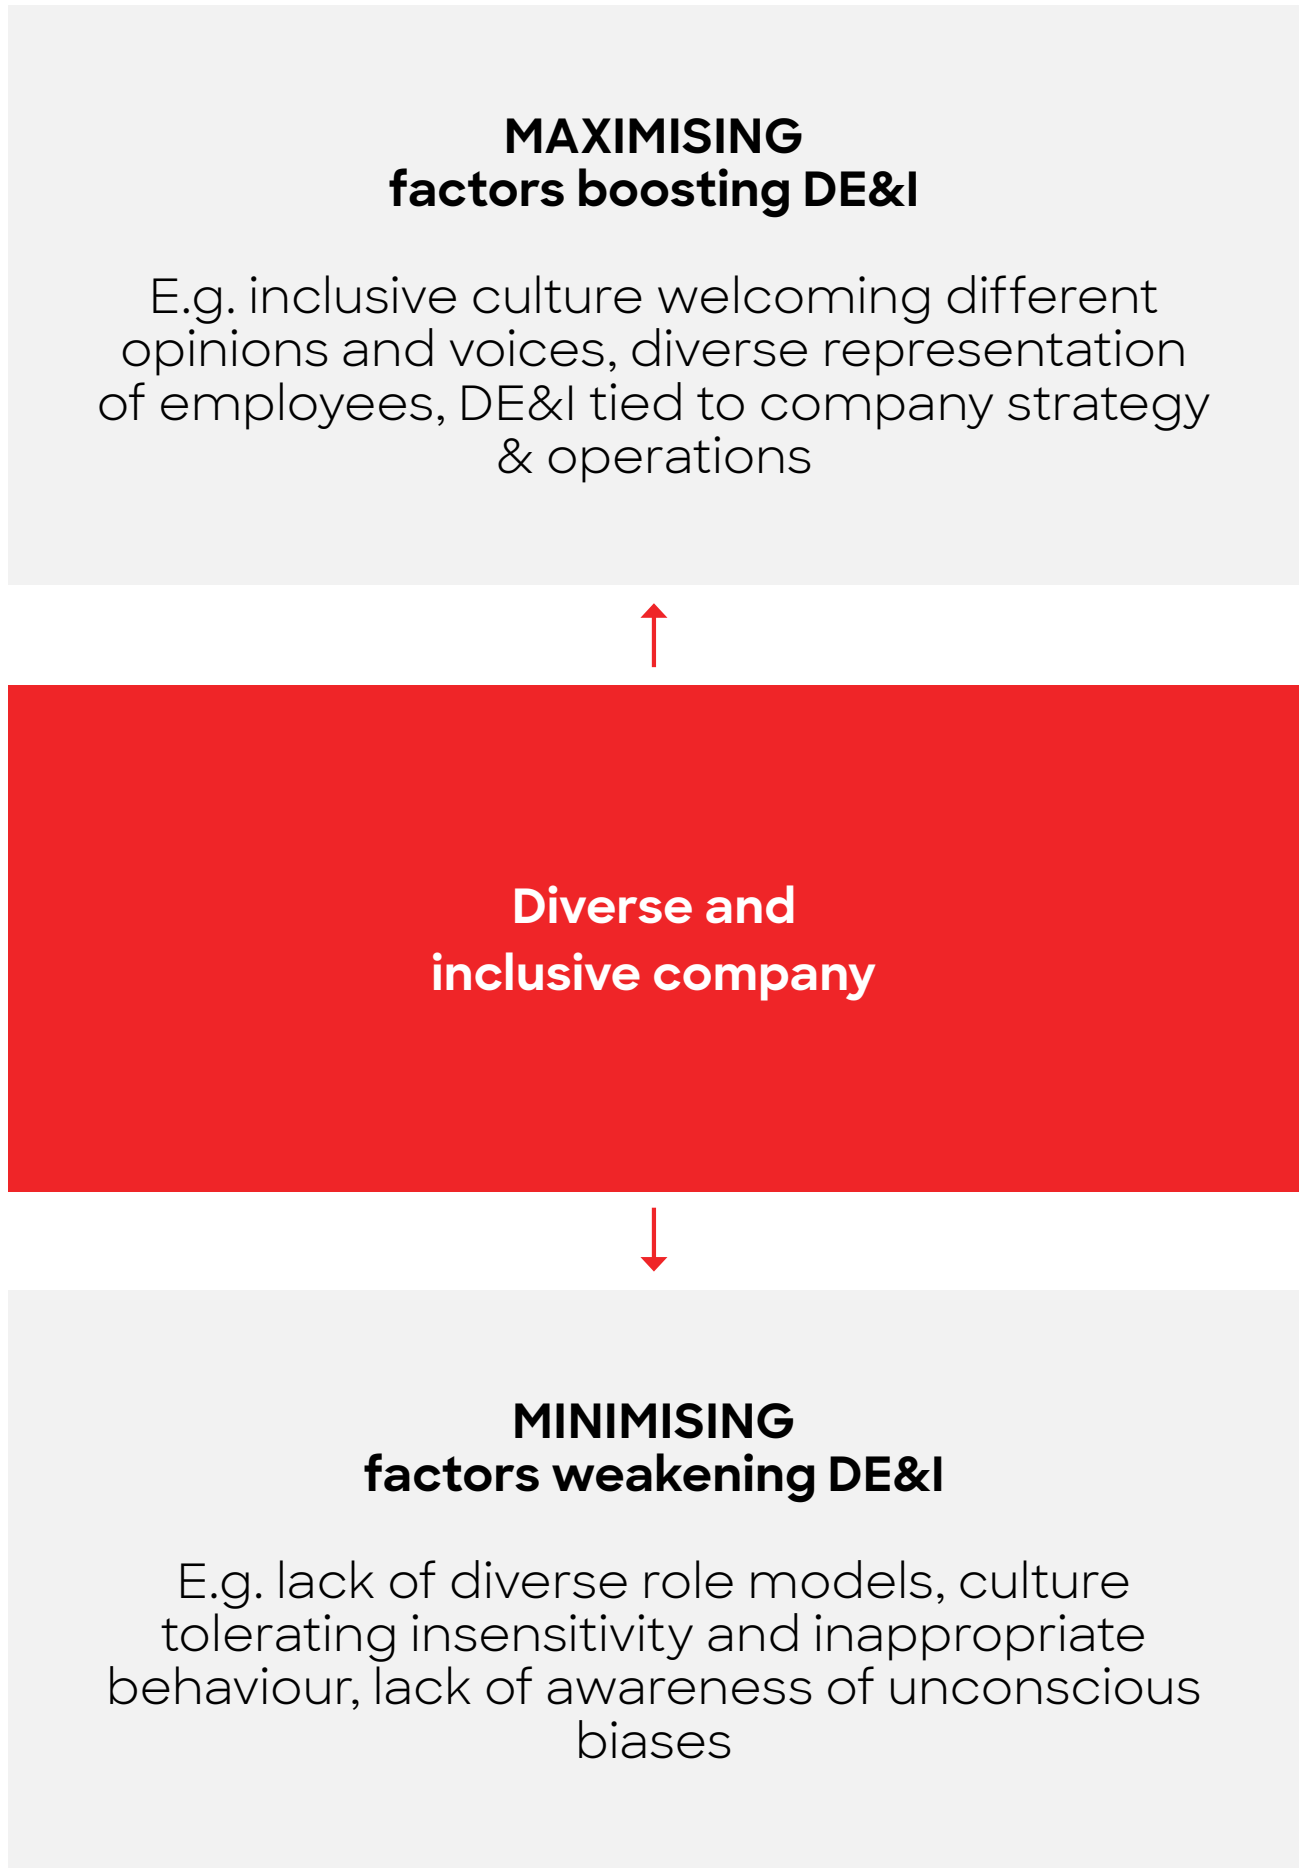 MAXIMISING
factors boosting DE&I
E.g. inclusive culture welcoming different
opinions and voices, diverse representation
of employees, DE&I tied to company strategy
& operations
Diverse and
inclusive company
MINIMISING
factors weakening DE&I
E.g. lack of diverse role models, culture
tolerating insensitivity and inappropriate
behaviour, lack of awareness of unconscious
biases